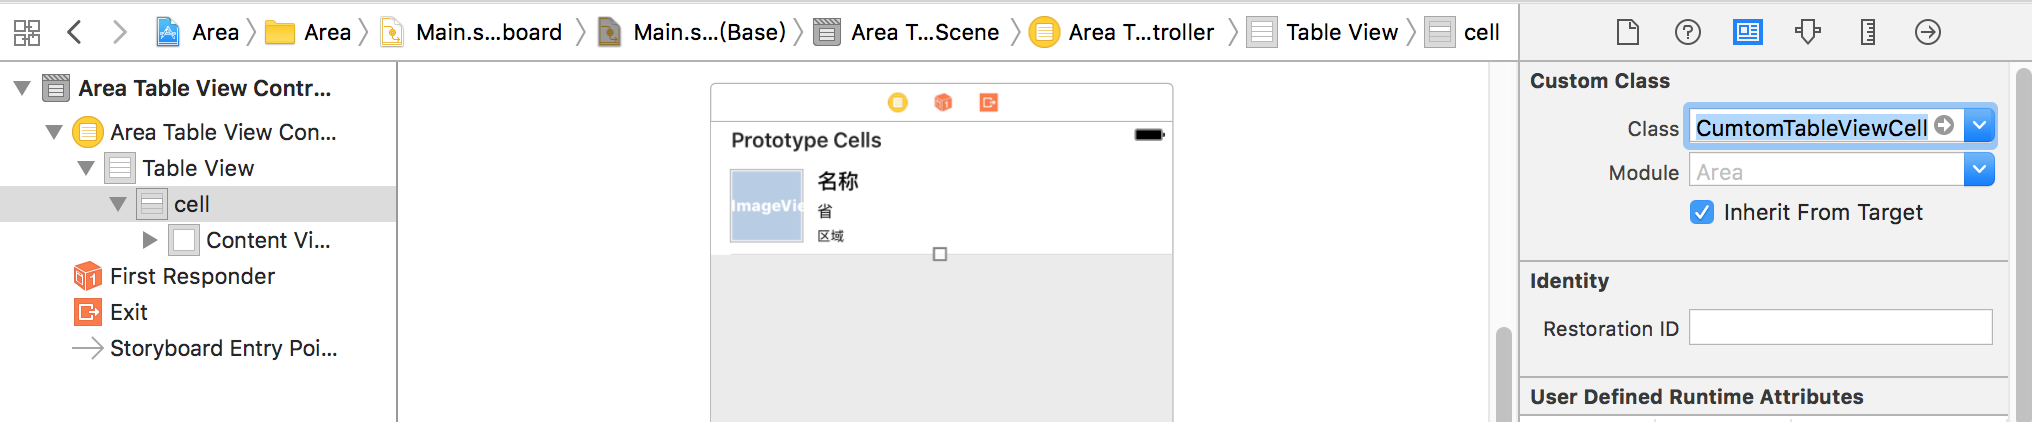 Area Area Main.s...board Main.s...(Base) Area T...Scene Area T...troller Table View cell
Area Table View Contr...
Area Table View Con...
Table View
cell
Content Vi...
First Responder
Exit
Storyboard Entry Poi...
Prototype Cells
ImageVie
名称
省
区域
Custom Class
Class CumtomTableViewCell
Module Area
Inherit From Target
Identity
Restoration ID
User Defined Runtime Attributes